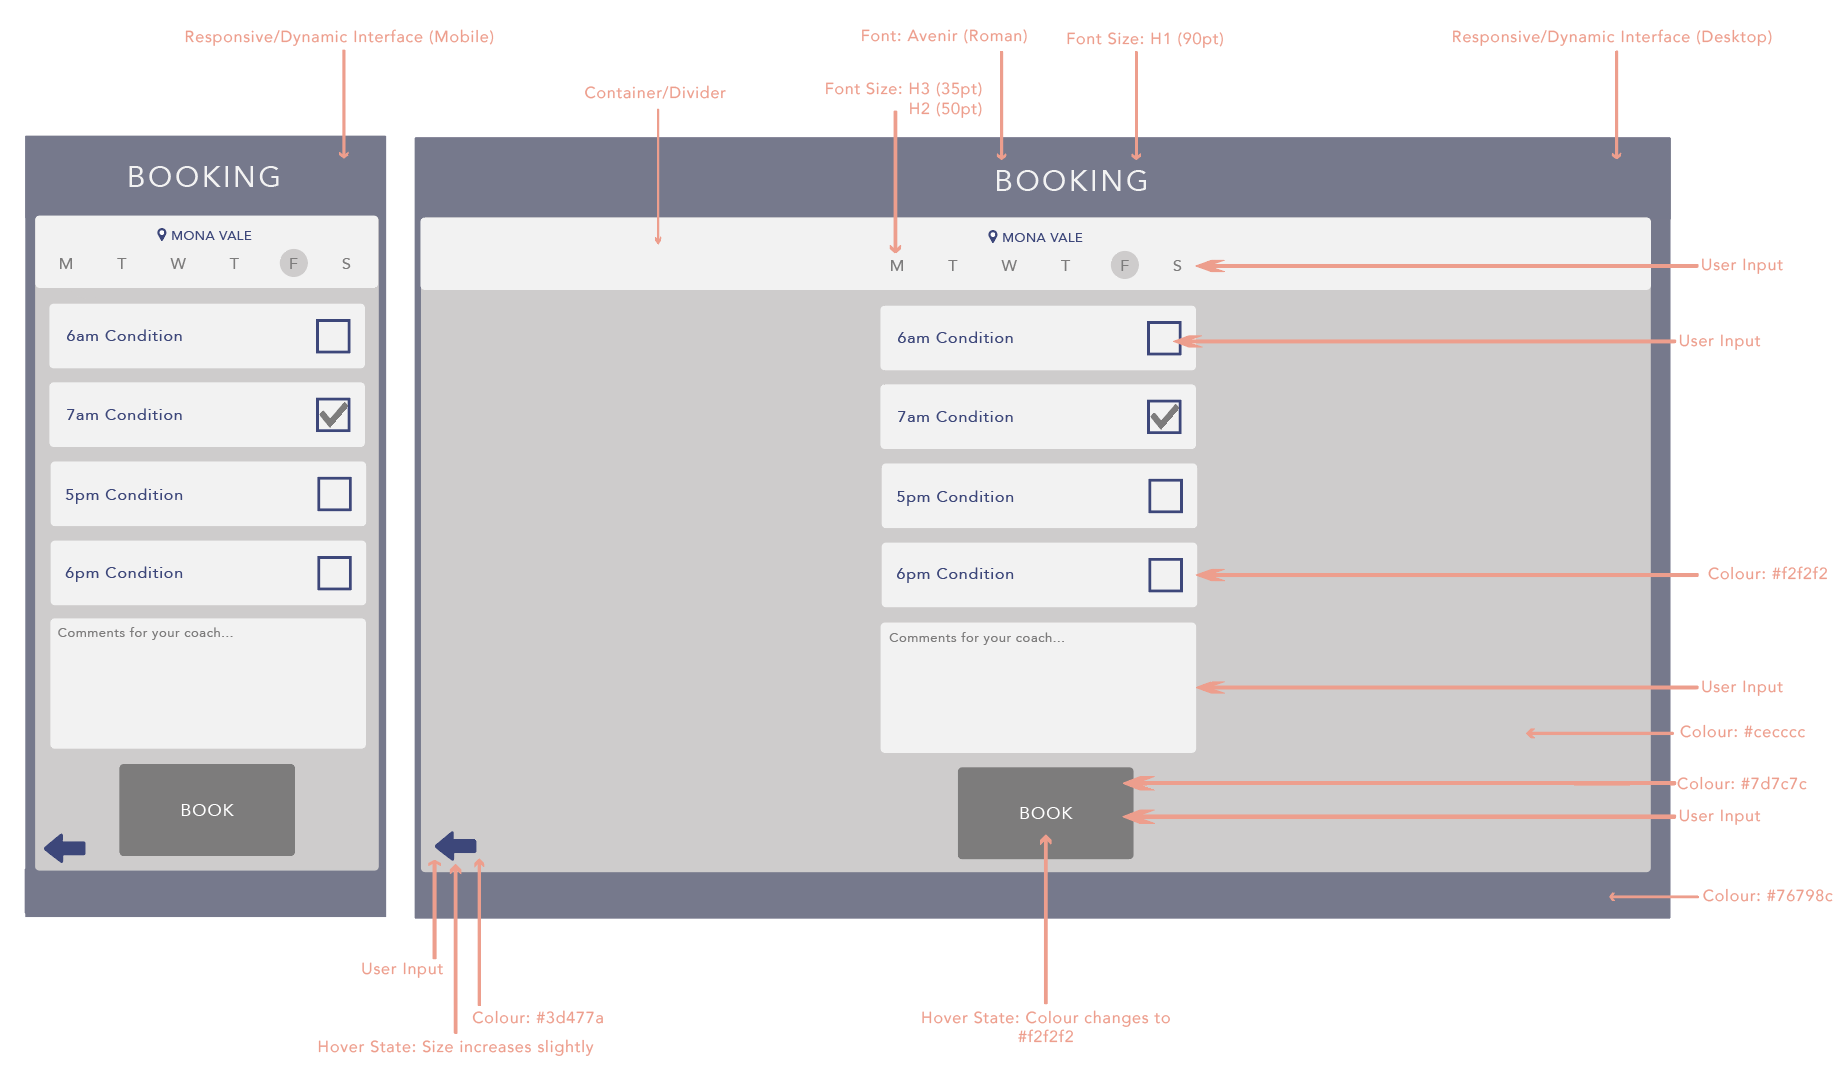 Responsive/Dynamic Interface (Mobile)
Font: Avenir (Roman)
Font Size: H1 (90pt)
Responsive/Dynamic Interface (Desktop)
Container/Divider
Font Size: H3 (35pt)
H2 (50pt)
BOOKING
MONA VALE
M T W T F S
6am Condition
7am Condition
5pm Condition
6pm Condition
Comments for your coach...
BOOK
BOOKING
MONA VALE
M T W T F S
6am Condition
7am Condition
5pm Condition
6pm Condition
Comments for your coach...
BOOK
User Input
User Input
Colour: #f2f2f2
User Input
Colour: #cecccc
Colour: #7d7c7c
User Input
Colour: #76798c
User Input
Colour: #3d477a
Hover State: Size increases slightly
Hover State: Colour changes to
#f2f2f2